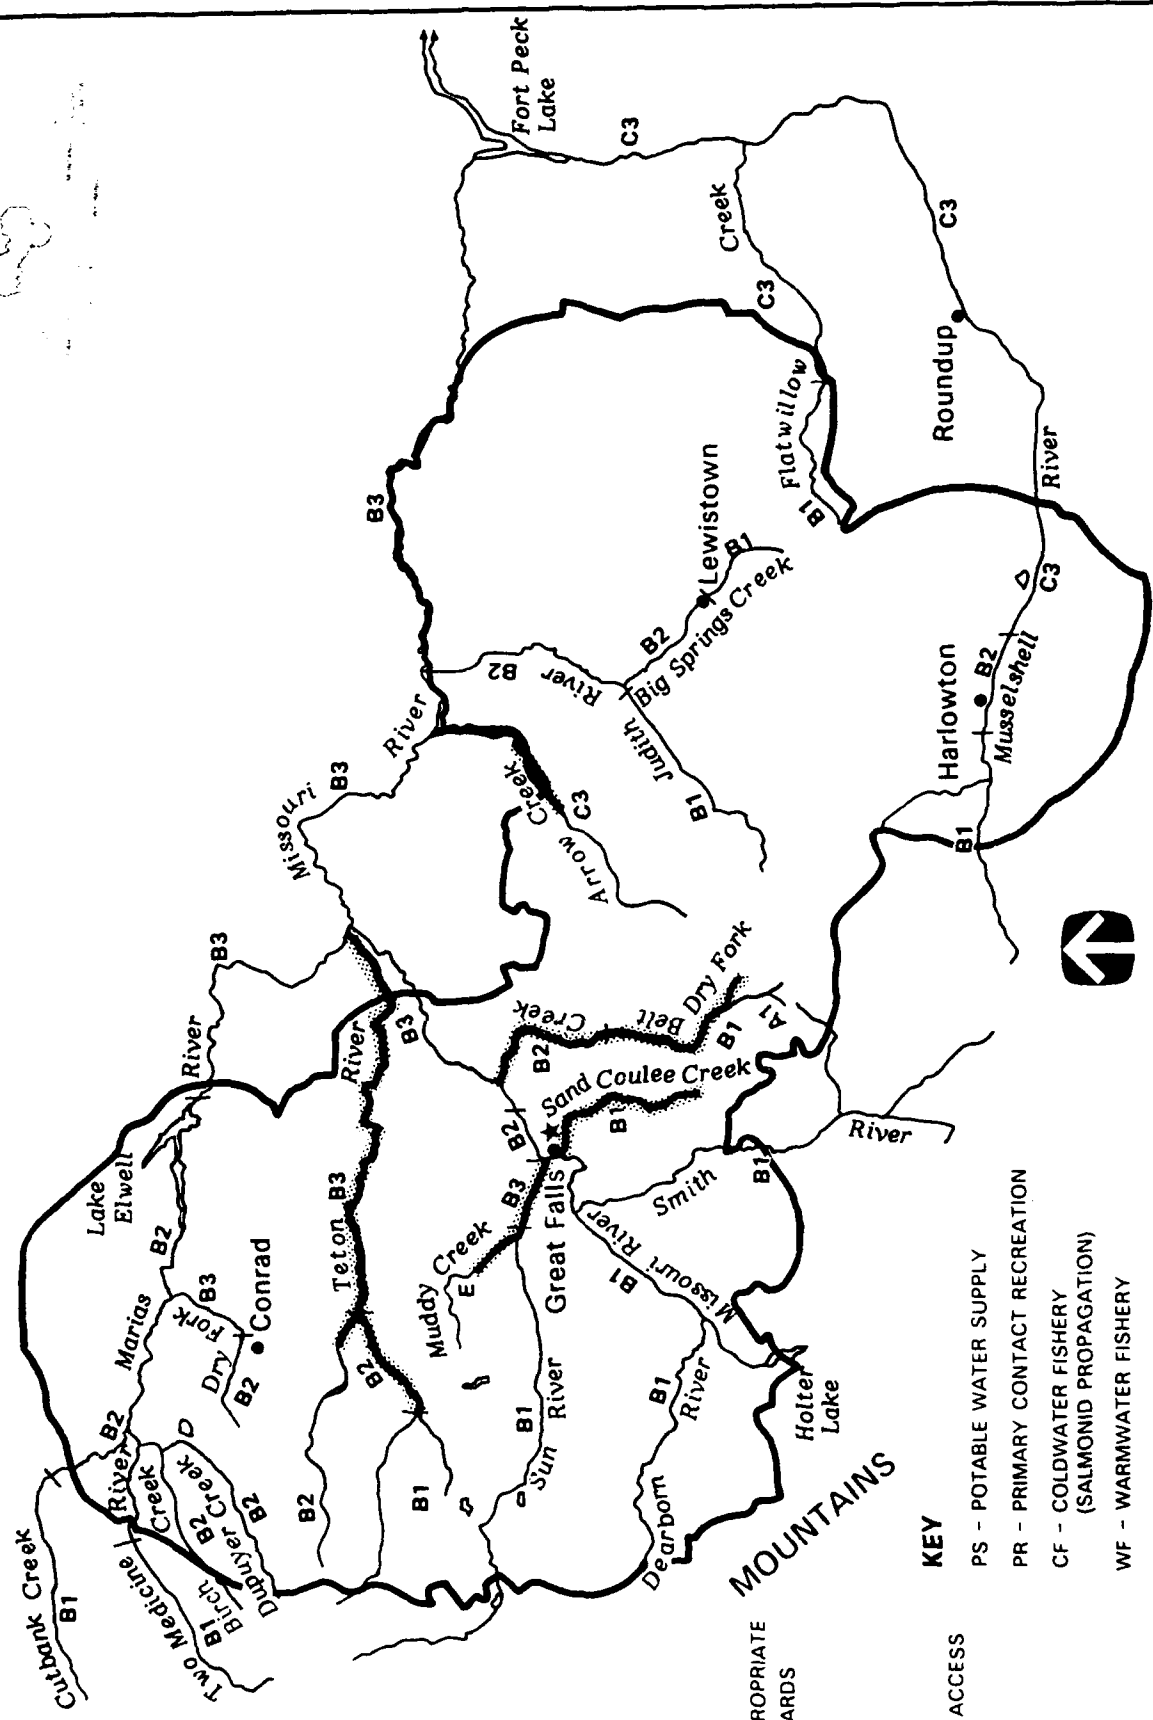 Cutbank Creek
B1
Two Medicine
River
B1
Birch
Creek
B2
Dupuyer Creek
B2
B2
Marias
River
B2
Lake
Elwell
Dry Fork
B2
B3
Conrad
B3
Teton
River
B3
B2
B2
B1
Muddy Creek
E
B3
Sun
River
B1
Great Falls
B2
B3
Sand Coulee Creek
B1
Belt
Creek
B2
Dry Fork
B1
A1
Smith
River
B1
Missouri River
B1
Dearborn
River
B1
Holter
Lake
MOUNTAINS
Missouri
River
B3
B3
Arrow
Creek
C3
Judith
River
B1
B2
Big Springs Creek
B2
B1
Lewistown
Flatwillow
Creek
B1
C3
Fort Peck
Lake
C3
C3
Roundup
Harlowton
Musselshell
River
B1
B2
C3
KEY
PS - POTABLE WATER SUPPLY
PR - PRIMARY CONTACT RECREATION
CF - COLDWATER FISHERY
(SALMONID PROPAGATION)
WF - WARMWATER FISHERY
ROPRIATE
ARDS
ACCESS